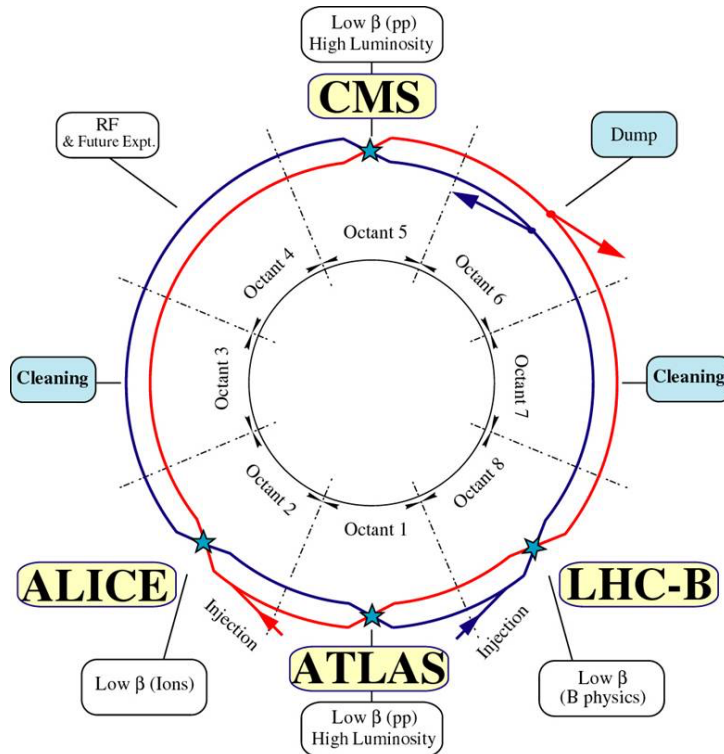 Low β (pp)
High Luminosity
CMS
RF
& Future Expt.
Dump
Octant 5
Octant 4
Octant 6
Cleaning
Octant 3
Octant 7
Cleaning
Octant 2
Octant 8
Octant 1
ALICE
LHC-B
Injection
Injection
ATLAS
Low β (Ions)
Low β
(B physics)
Low β (pp)
High Luminosity